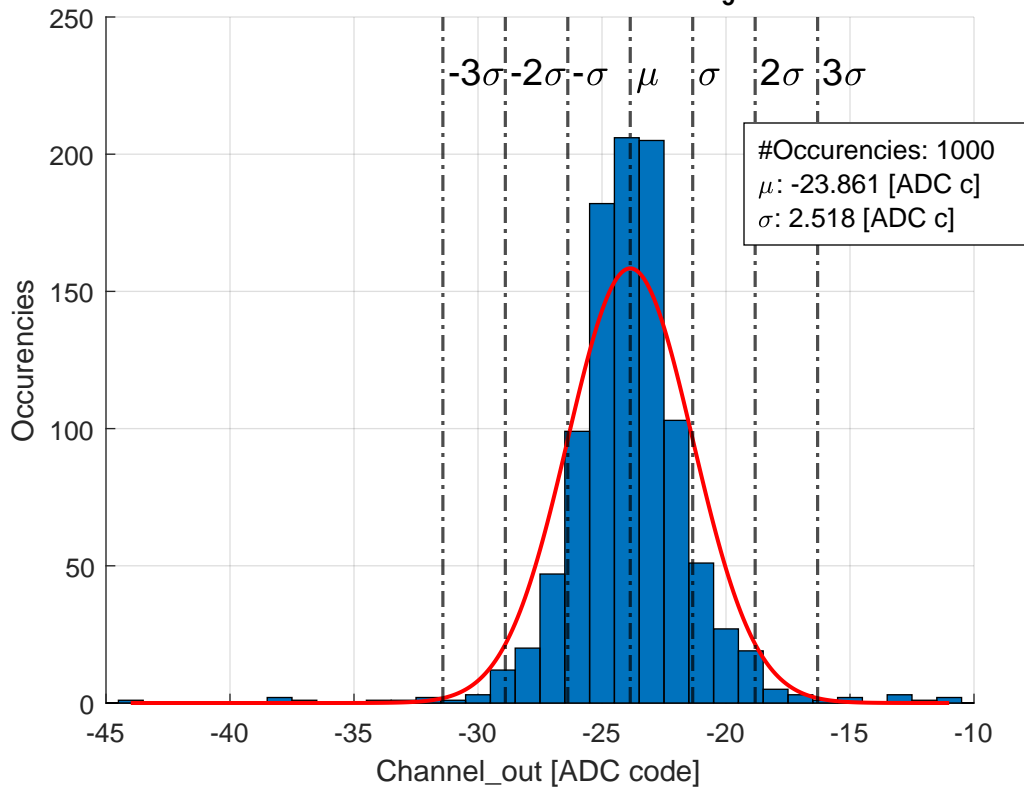 250
-3σ -2σ -σ μ σ 2σ 3σ
200
#Occurencies: 1000
μ: -23.861 [ADC c]
σ: 2.518 [ADC c]
150
Occurencies
100
50
0
-45 -40 -35 -30 -25 -20 -15 -10
Channel_out [ADC code]